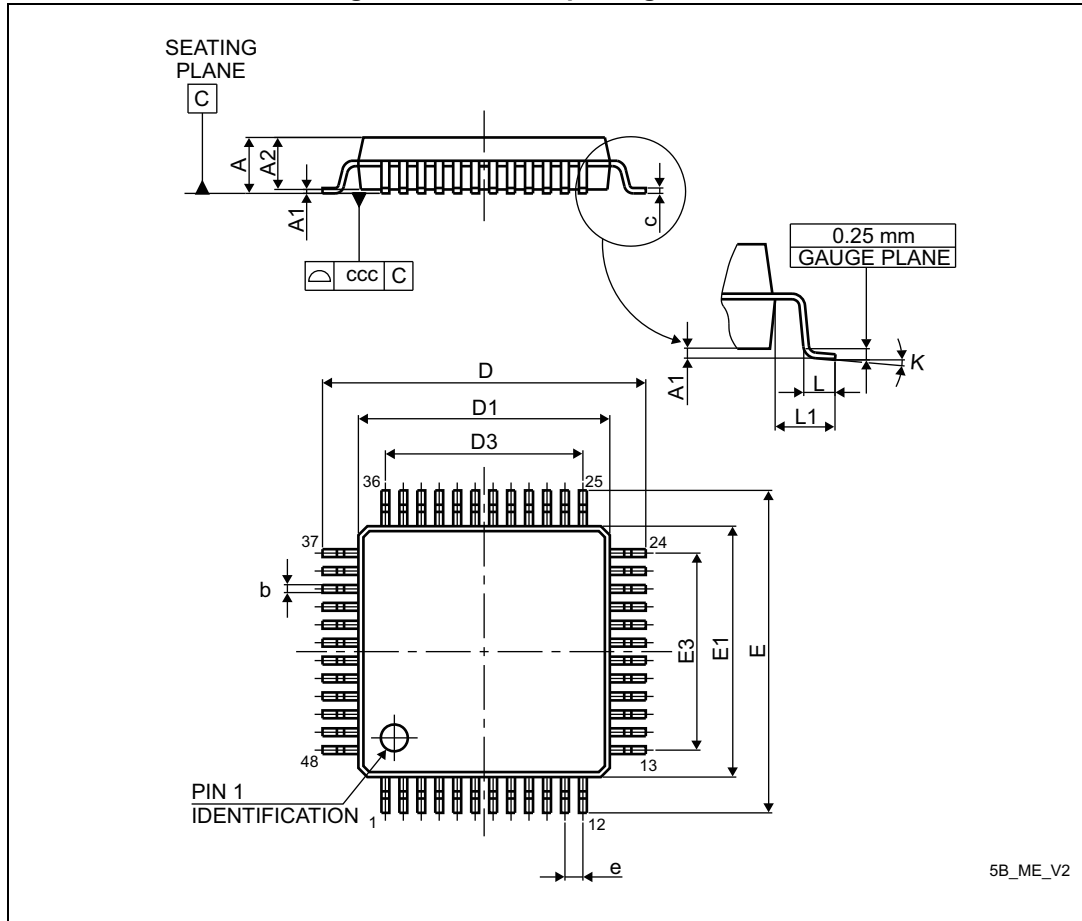 SEATING
PLANE
C
A
A2
A1
c
ccc C
0.25 mm
GAUGE PLANE
A1
K
L
L1
D
D1
D3
36
25
37
24
b
E3
E1
E
48
13
PIN 1
IDENTIFICATION
1
12
e
5B_ME_V2